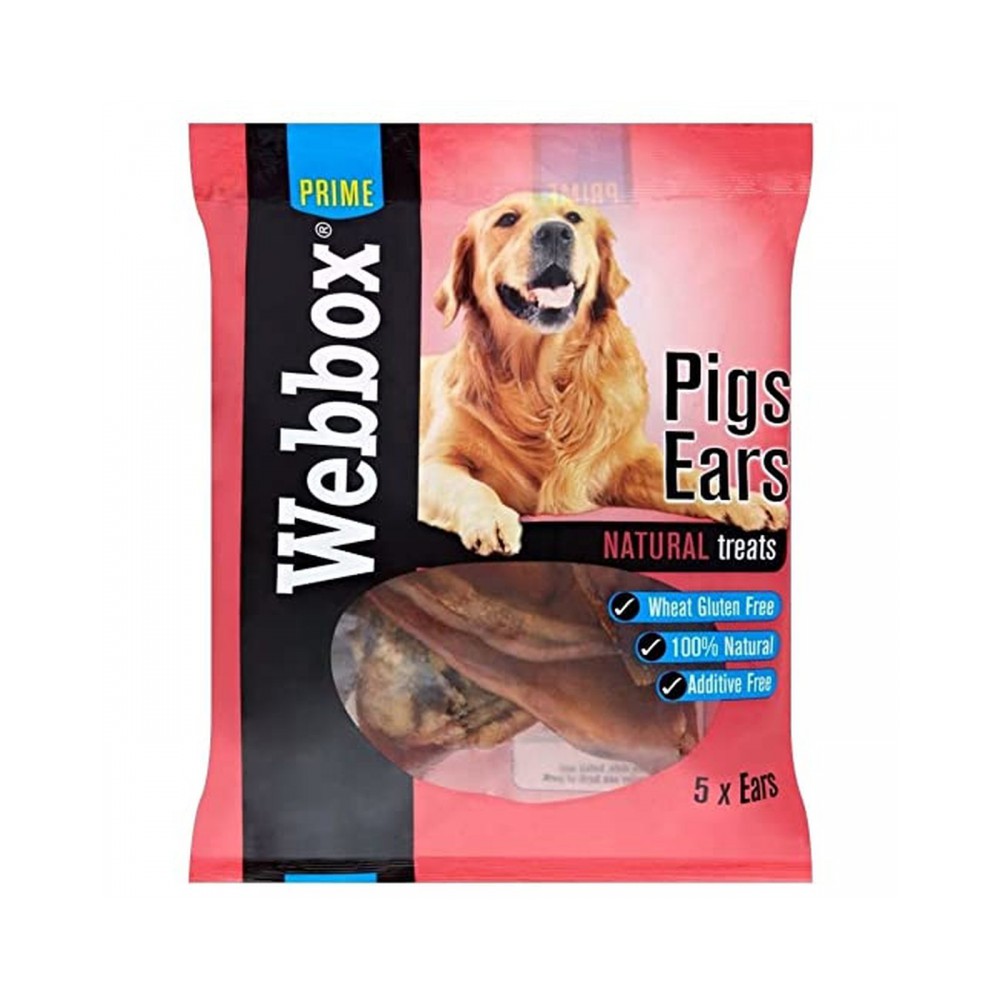 PRIME
Webbox®
Pigs
Ears
NATURAL treats
Wheat Gluten Free
100% Natural
Additive Free
5 x Ears